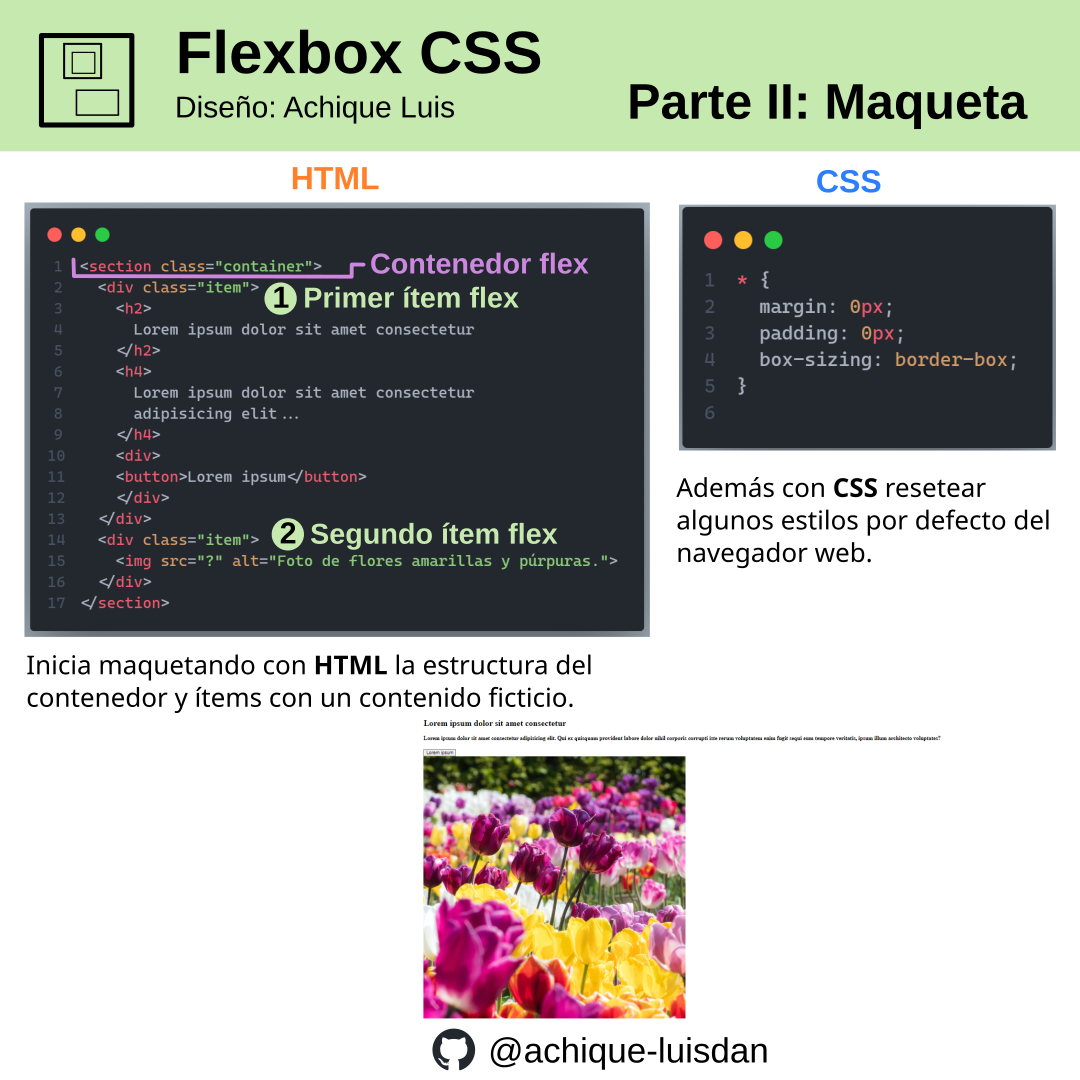 Flexbox CSS
Diseño: Achique Luis
Parte II: Maqueta
HTML
1 <section class="container"> Contenedor flex
2 <div class="item">
1 Primer ítem flex
3 <h2>
4 Lorem ipsum dolor sit amet consectetur
5 </h2>
6 <h4>
7 Lorem ipsum dolor sit amet consectetur
8 adipisicing elit...
9 </h4>
10 <div>
11 <button>Lorem ipsum</button>
12 </div>
13 </div>
14 <div class="item"> 2 Segundo ítem flex
15 <img src="?" alt="Foto de flores amarillas y púrpuras.">
16 </div>
17 </section>
Inicia maquetando con HTML la estructura del
contenedor y ítems con un contenido ficticio.
CSS
1 * {
2 margin: 0px;
3 padding: 0px;
4 box-sizing: border-box;
5 }
6
Además con CSS resetear
algunos estilos por defecto del
navegador web.
Lorem ipsum dolor sit amet consectetur
Lorem ipsum dolor sit amet consectetur adipisicing elit. Qui ex quisquam provident labore dolor nihil corporis corrupti iste rerum voluptatem enim fugit sequi eum tempore veritatis, ipsum illum architecto voluptates?
Lorem ipsum
@achique-luisdan